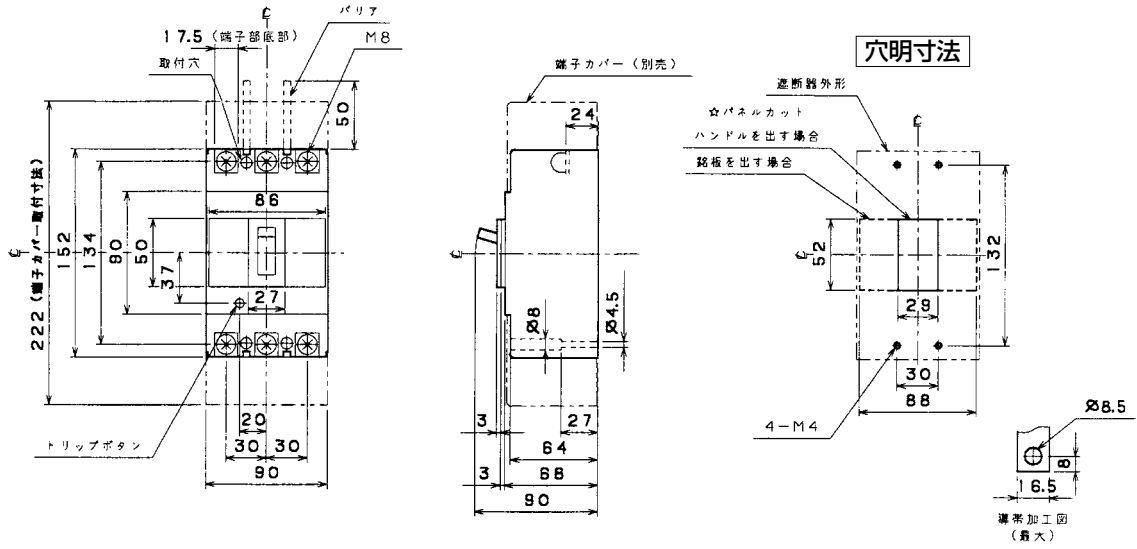 ℄
バリア
17.5 (端子部底部)
M8
取付穴
50
222 (端子カバー取付寸法)
152
134
90
50
37
86
27
℄
トリップボタン
20
30
30
90
端子カバー (別売)
24
℄
Ø8
Ø4.5
3
27
64
3
68
90
穴明寸法
遮断器外形
☆パネルカット
℄
ハンドルを出す場合
銘板を出す場合
℄
52
132
29
30
88
4-M4
Ø8.5
8
16.5
導帯加工図
(最大)